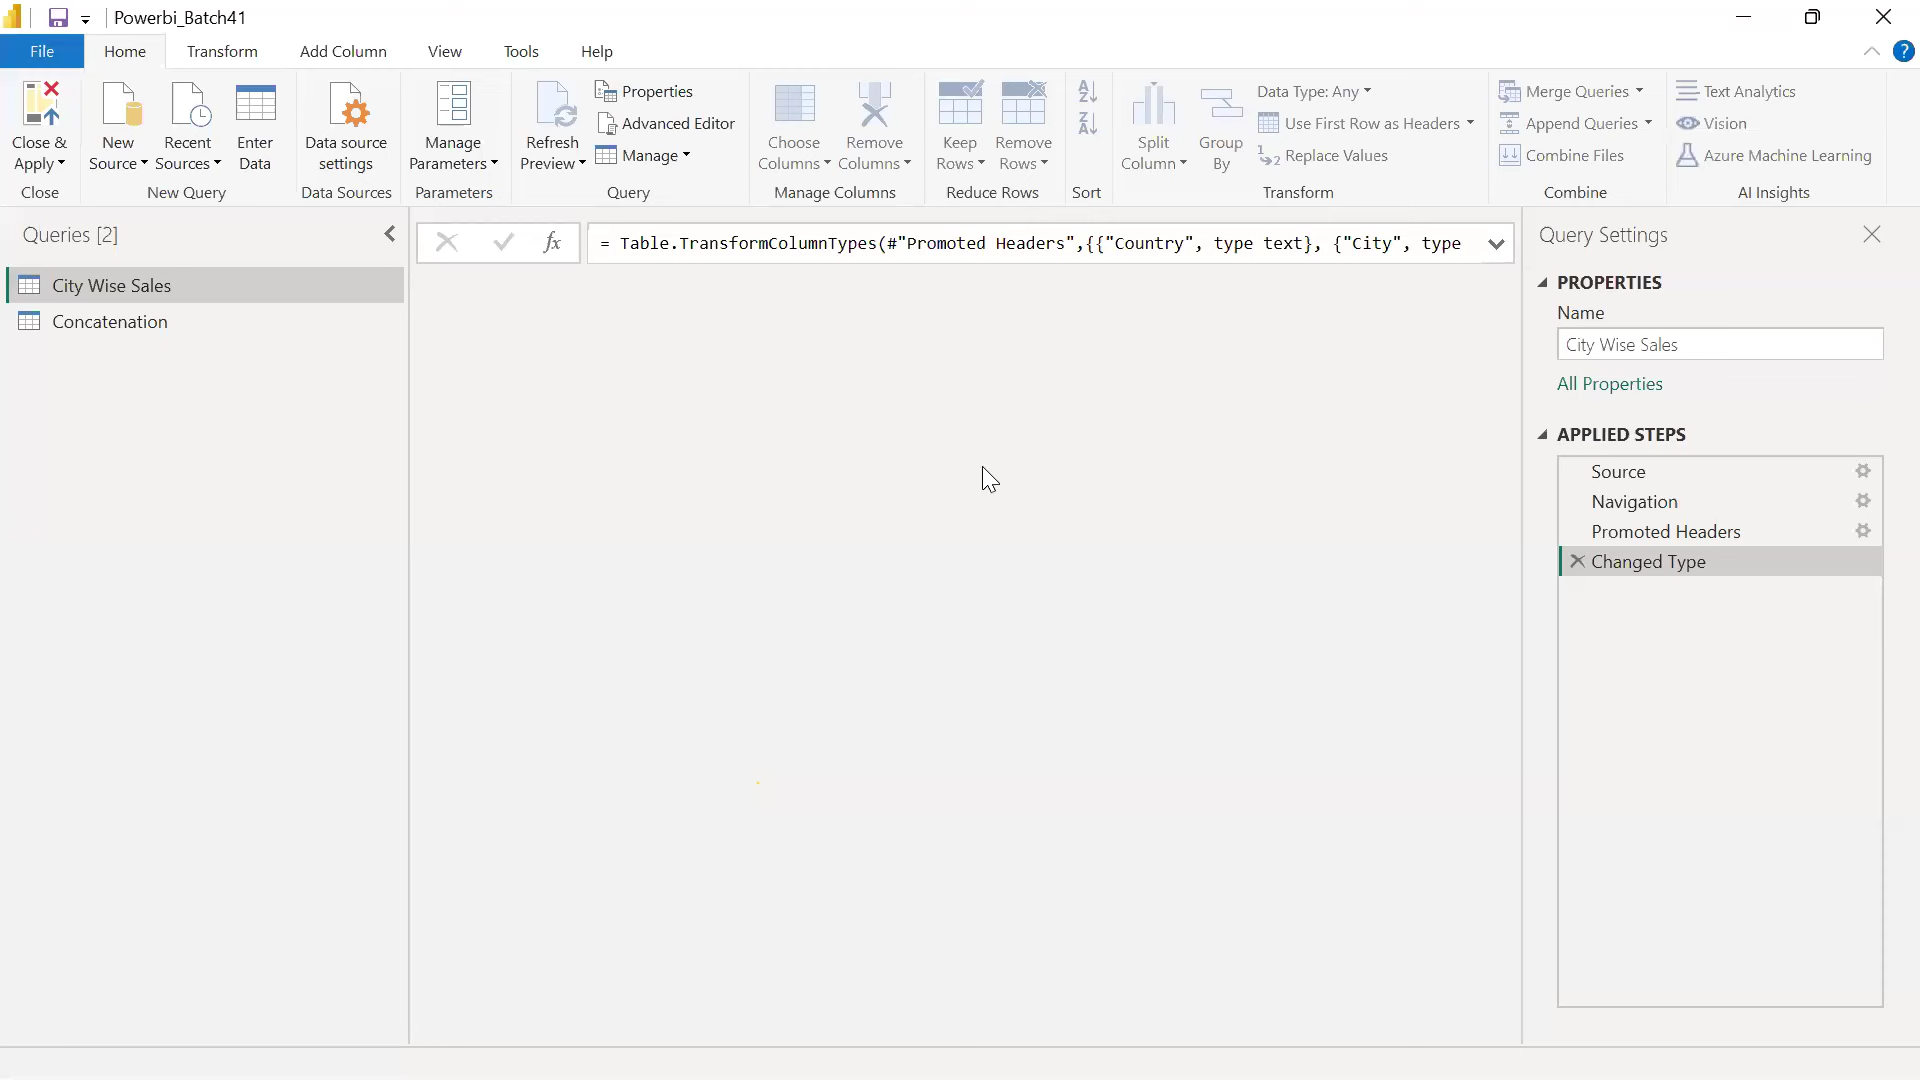 Powerbi_Batch41
File Home Transform Add Column View Tools Help ?
Close & Apply
New Source
Recent Sources
Enter Data
Data source settings
Manage Parameters
Refresh Preview
Properties
Advanced Editor
Manage
Choose Columns
Remove Columns
Keep Rows
Remove Rows
A Z
Z A
Split Column
Group By
Data Type: Any
Use First Row as Headers
1 2 Replace Values
Merge Queries
Append Queries
Combine Files
Text Analytics
Vision
Azure Machine Learning
Close New Query Data Sources Parameters Query Manage Columns Reduce Rows Sort Transform Combine AI Insights
Queries [2]
City Wise Sales
Concatenation
fx = Table.TransformColumnTypes(#"Promoted Headers",{{"Country", type text}, {"City", type
Query Settings
PROPERTIES
Name
City Wise Sales
All Properties
APPLIED STEPS
Source
Navigation
Promoted Headers
Changed Type